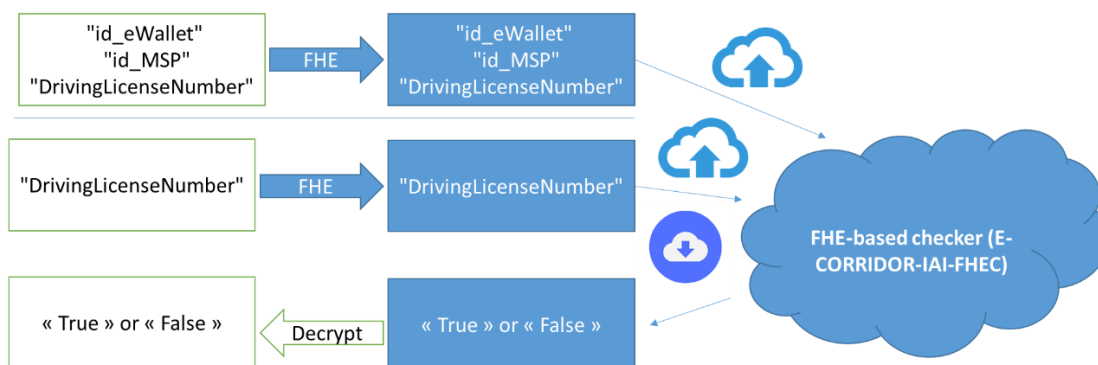 "id_eWallet"
"id_MSP"
"DrivingLicenseNumber"
FHE
"id_eWallet"
"id_MSP"
"DrivingLicenseNumber"
"DrivingLicenseNumber"
FHE
"DrivingLicenseNumber"
FHE-based checker (E-
CORRIDOR-IAI-FHEC)
« True » or « False »
Decrypt
« True » or « False »